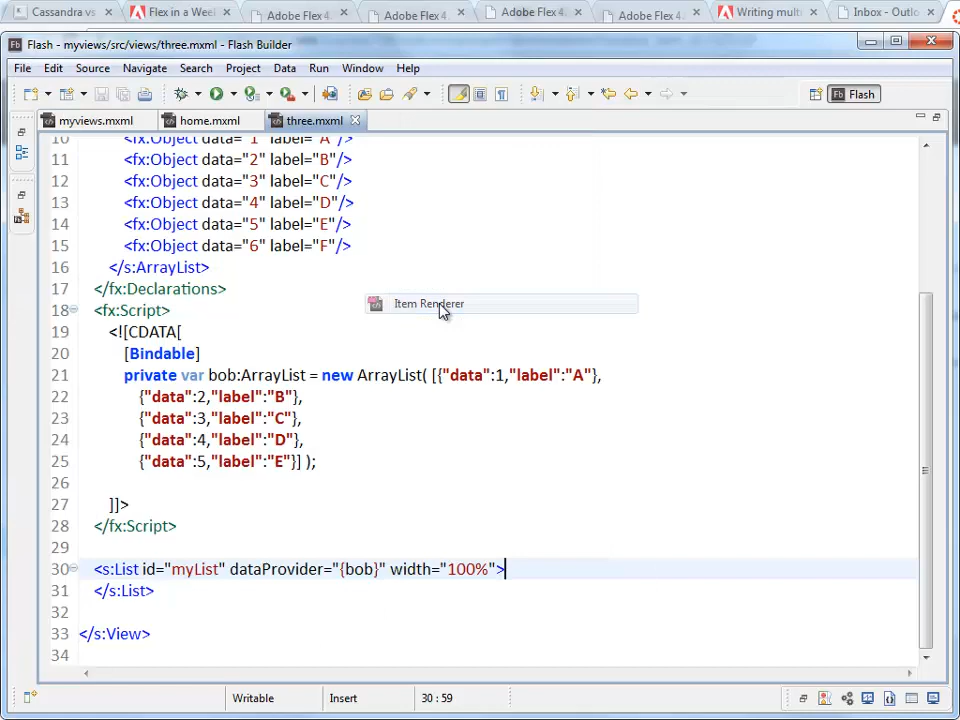 Cassandra vs
Flex in a Wee
Adobe Flex 4
Adobe Flex 4.
Adobe Flex 4.
Adobe Flex 4
Writing mult
Inbox - Outlo
Flash - myviews/src/views/three.mxml - Flash Builder
File Edit Source Navigate Search Project Data Run Window Help
Flash
myviews.mxml home.mxml three.mxml
10 <fx:Object data="1" label="A"/>
11 <fx:Object data="2" label="B"/>
12 <fx:Object data="3" label="C"/>
13 <fx:Object data="4" label="D"/>
14 <fx:Object data="5" label="E"/>
15 <fx:Object data="6" label="F"/>
16 </s:ArrayList>
17 </fx:Declarations>
Item Renderer
18 <fx:Script>
19 <![CDATA[
20 [Bindable]
21 private var bob:ArrayList = new ArrayList( [{"data":1,"label":"A"},
22 {"data":2,"label":"B"},
23 {"data":3,"label":"C"},
24 {"data":4,"label":"D"},
25 {"data":5,"label":"E"}] );
26
27 ]]>
28 </fx:Script>
29
30 <s:List id="myList" dataProvider="{bob}" width="100%">
31 </s:List>
32
33 </s:View>
34
Writable Insert 30 : 59